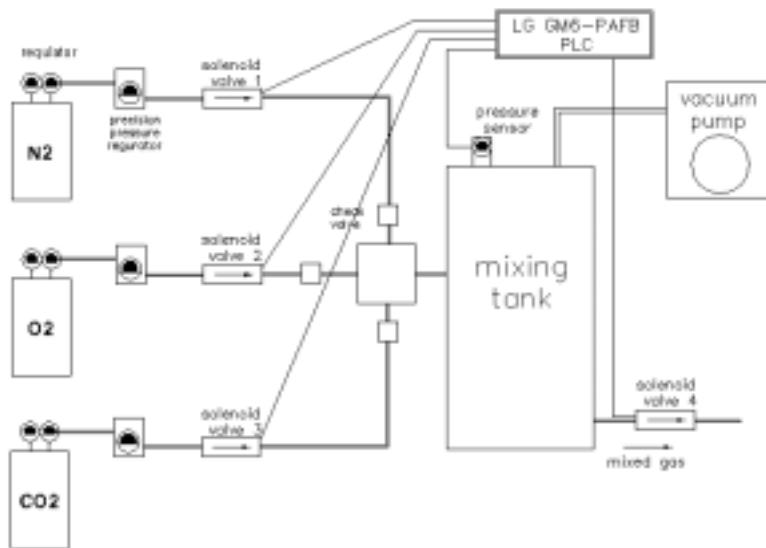 LG GM6-PAFB
PLC
regulator
solenoid
valve 1
precision
pressure
regurator
N2
pressure
sensor
vacuum
pump
check
valve
solenoid
valve 2
O2
mixing
tank
solenoid
valve 3
CO2
solenoid
valve 4
mixed gas